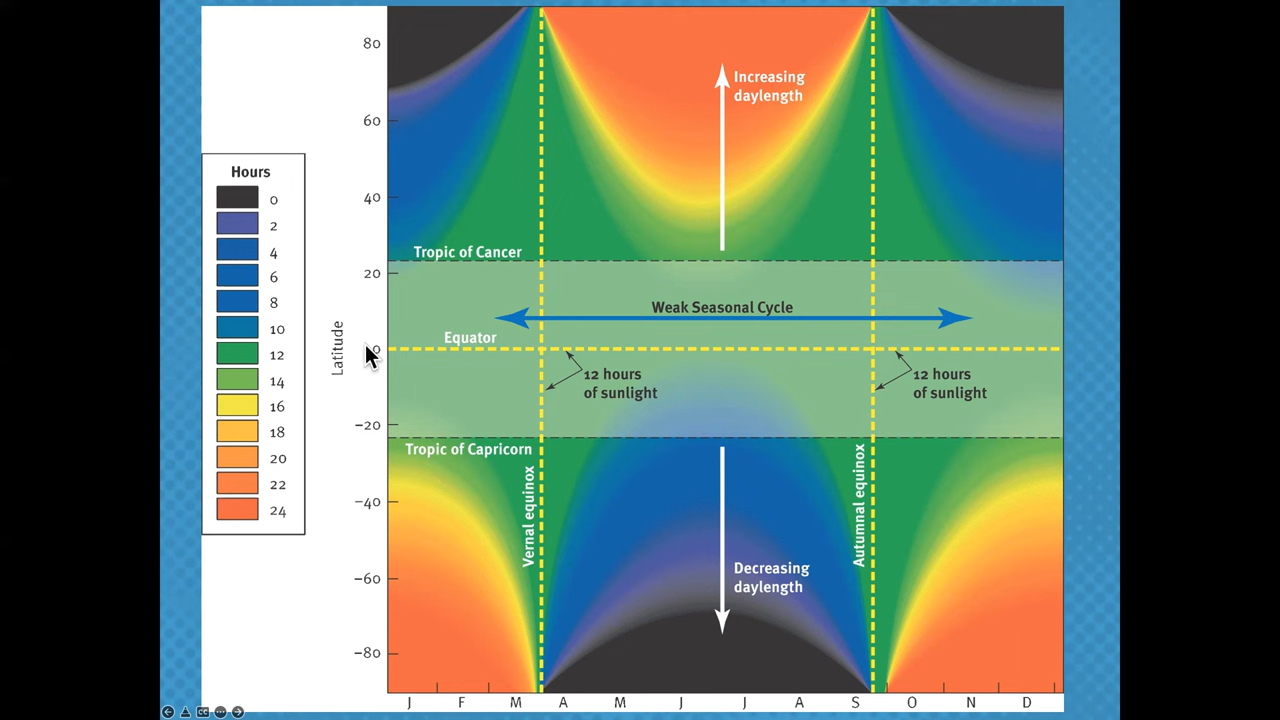 Hours
0
2
4
6
8
10
12
14
16
18
20
22
24
Latitude
80
60
40
20
0
−20
−40
−60
−80
Increasing
daylength
Tropic of Cancer
Weak Seasonal Cycle
Equator
12 hours
of sunlight
12 hours
of sunlight
Tropic of Capricorn
Vernal equinox
Autumnal equinox
Decreasing
daylength
J F M A M J J A S O N D
CC